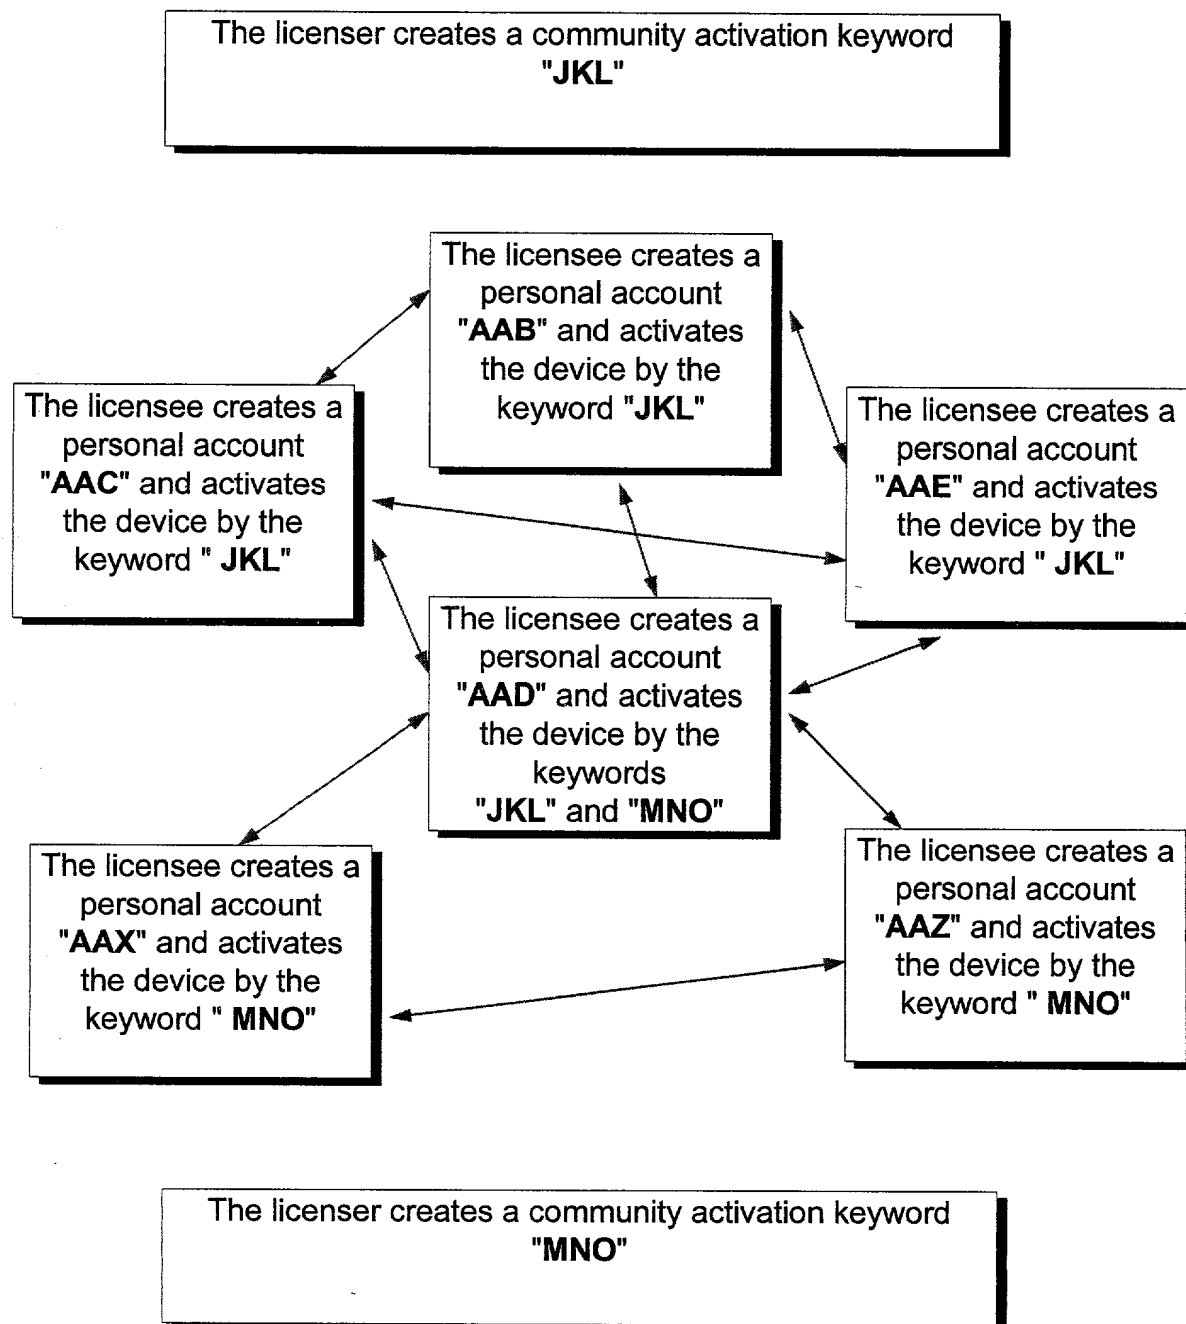 The licenser creates a community activation keyword
"JKL"
The licensee creates a
personal account
"AAB" and activates
the device by the
keyword "JKL"
The licensee creates a
personal account
"AAC" and activates
the device by the
keyword " JKL"
The licensee creates a
personal account
"AAE" and activates
the device by the
keyword " JKL"
The licensee creates a
personal account
"AAD" and activates
the device by the
keywords
"JKL" and "MNO"
The licensee creates a
personal account
"AAX" and activates
the device by the
keyword " MNO"
The licensee creates a
personal account
"AAZ" and activates
the device by the
keyword " MNO"
The licenser creates a community activation keyword
"MNO"